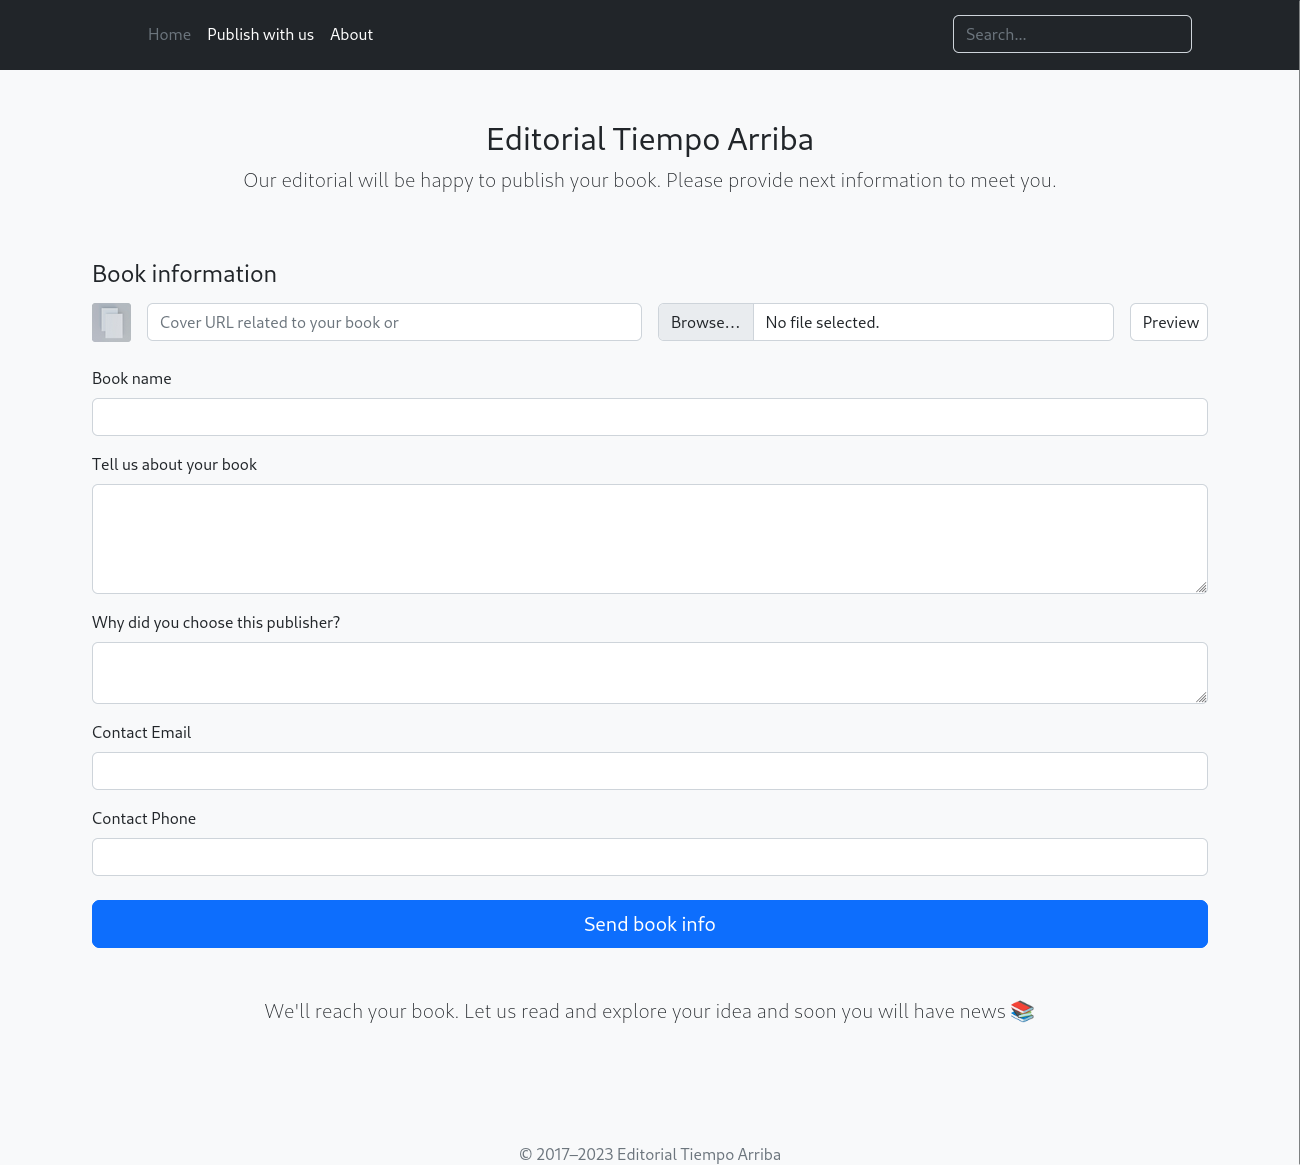 Home Publish with us About Search...
Editorial Tiempo Arriba
Our editorial will be happy to publish your book. Please provide next information to meet you.
Book information
Cover URL related to your book or Browse... No file selected. Preview
Book name
Tell us about your book
Why did you choose this publisher?
Contact Email
Contact Phone
Send book info
We'll reach your book. Let us read and explore your idea and soon you will have news 📚
© 2017–2023 Editorial Tiempo Arriba